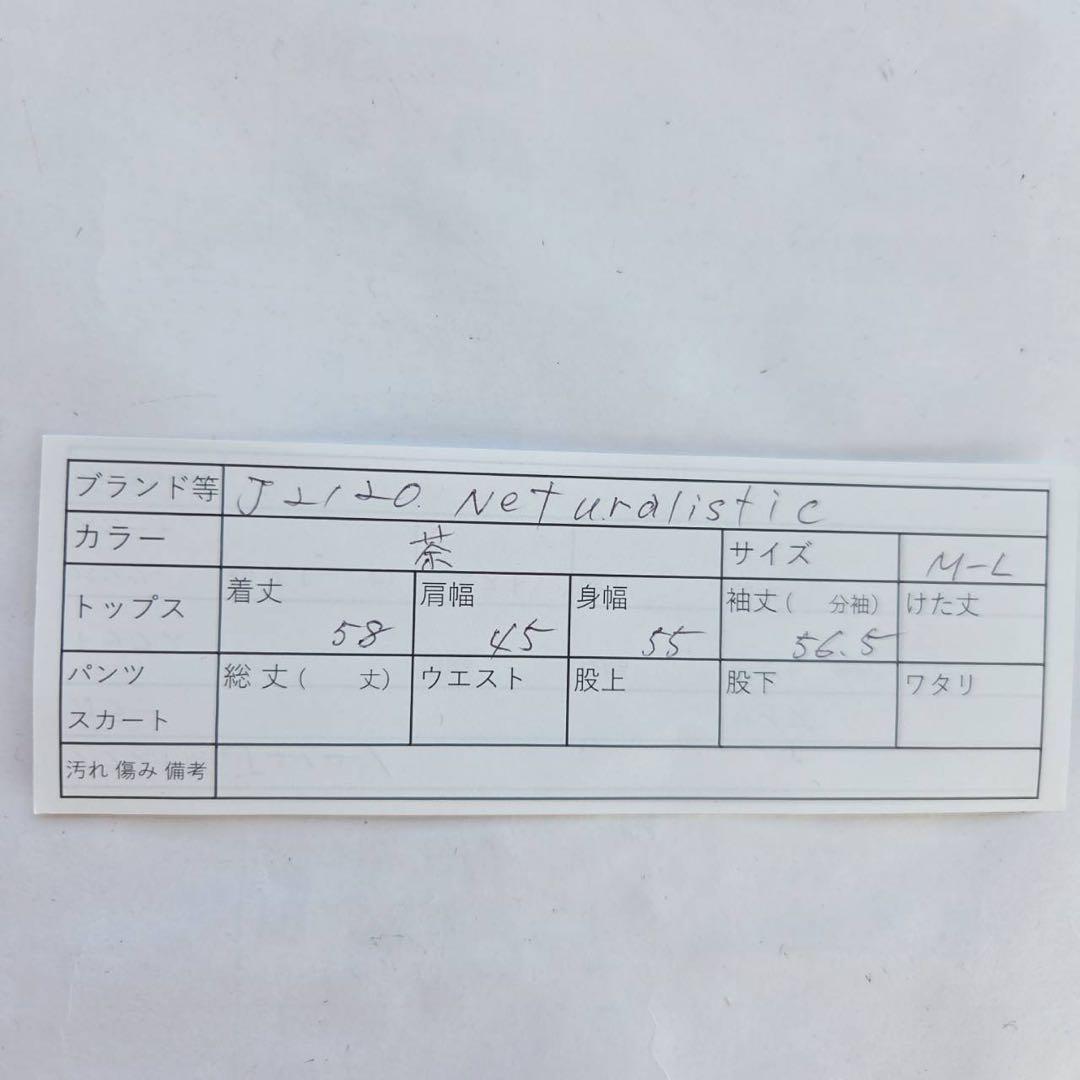 ブランド等 J2120. Neturalistic
カラー 茶 サイズ M-L
トップス 着丈 58 肩幅 45 身幅 55 袖丈( 分袖) 56.5 けた丈
パンツ スカート 総丈( 丈) ウエスト 股上 股下 ワタリ
汚れ 傷み 備考